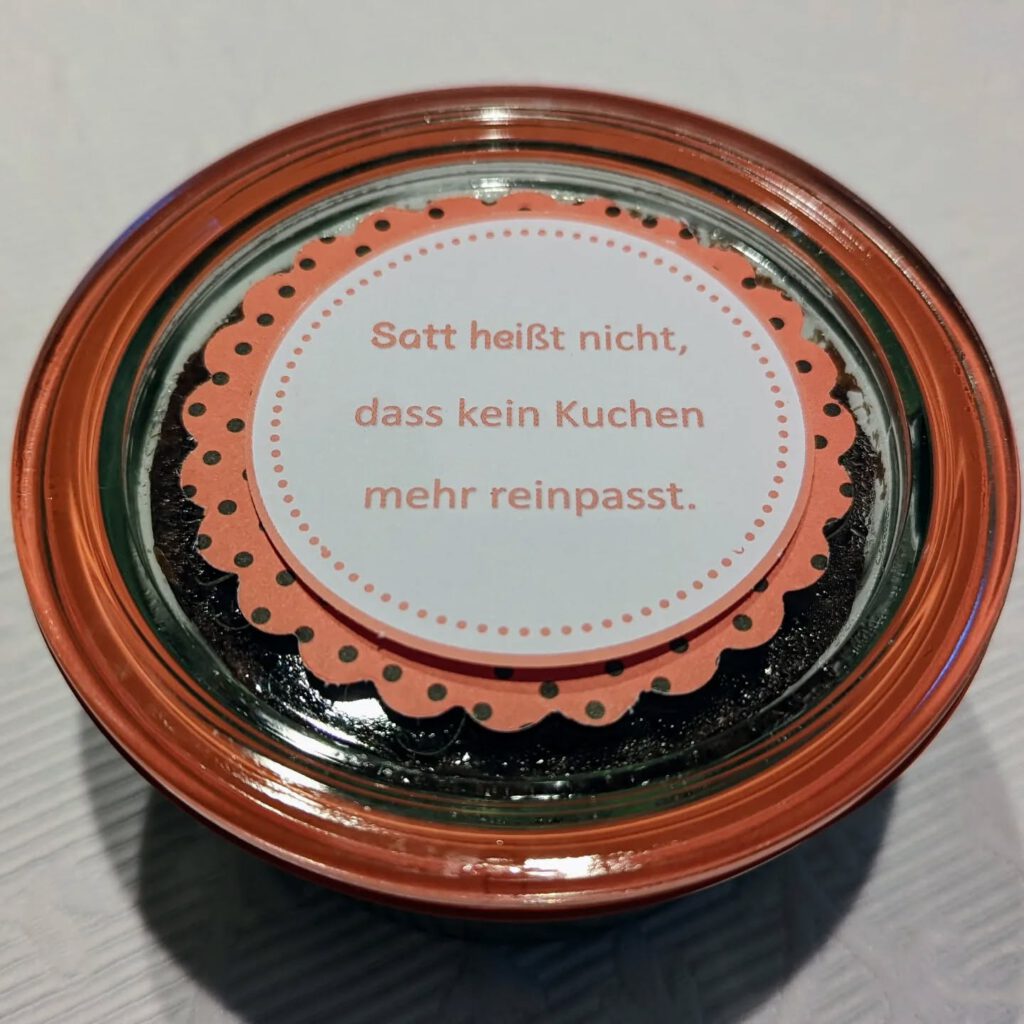 Satt heißt nicht,
dass kein Kuchen
mehr reinpasst.